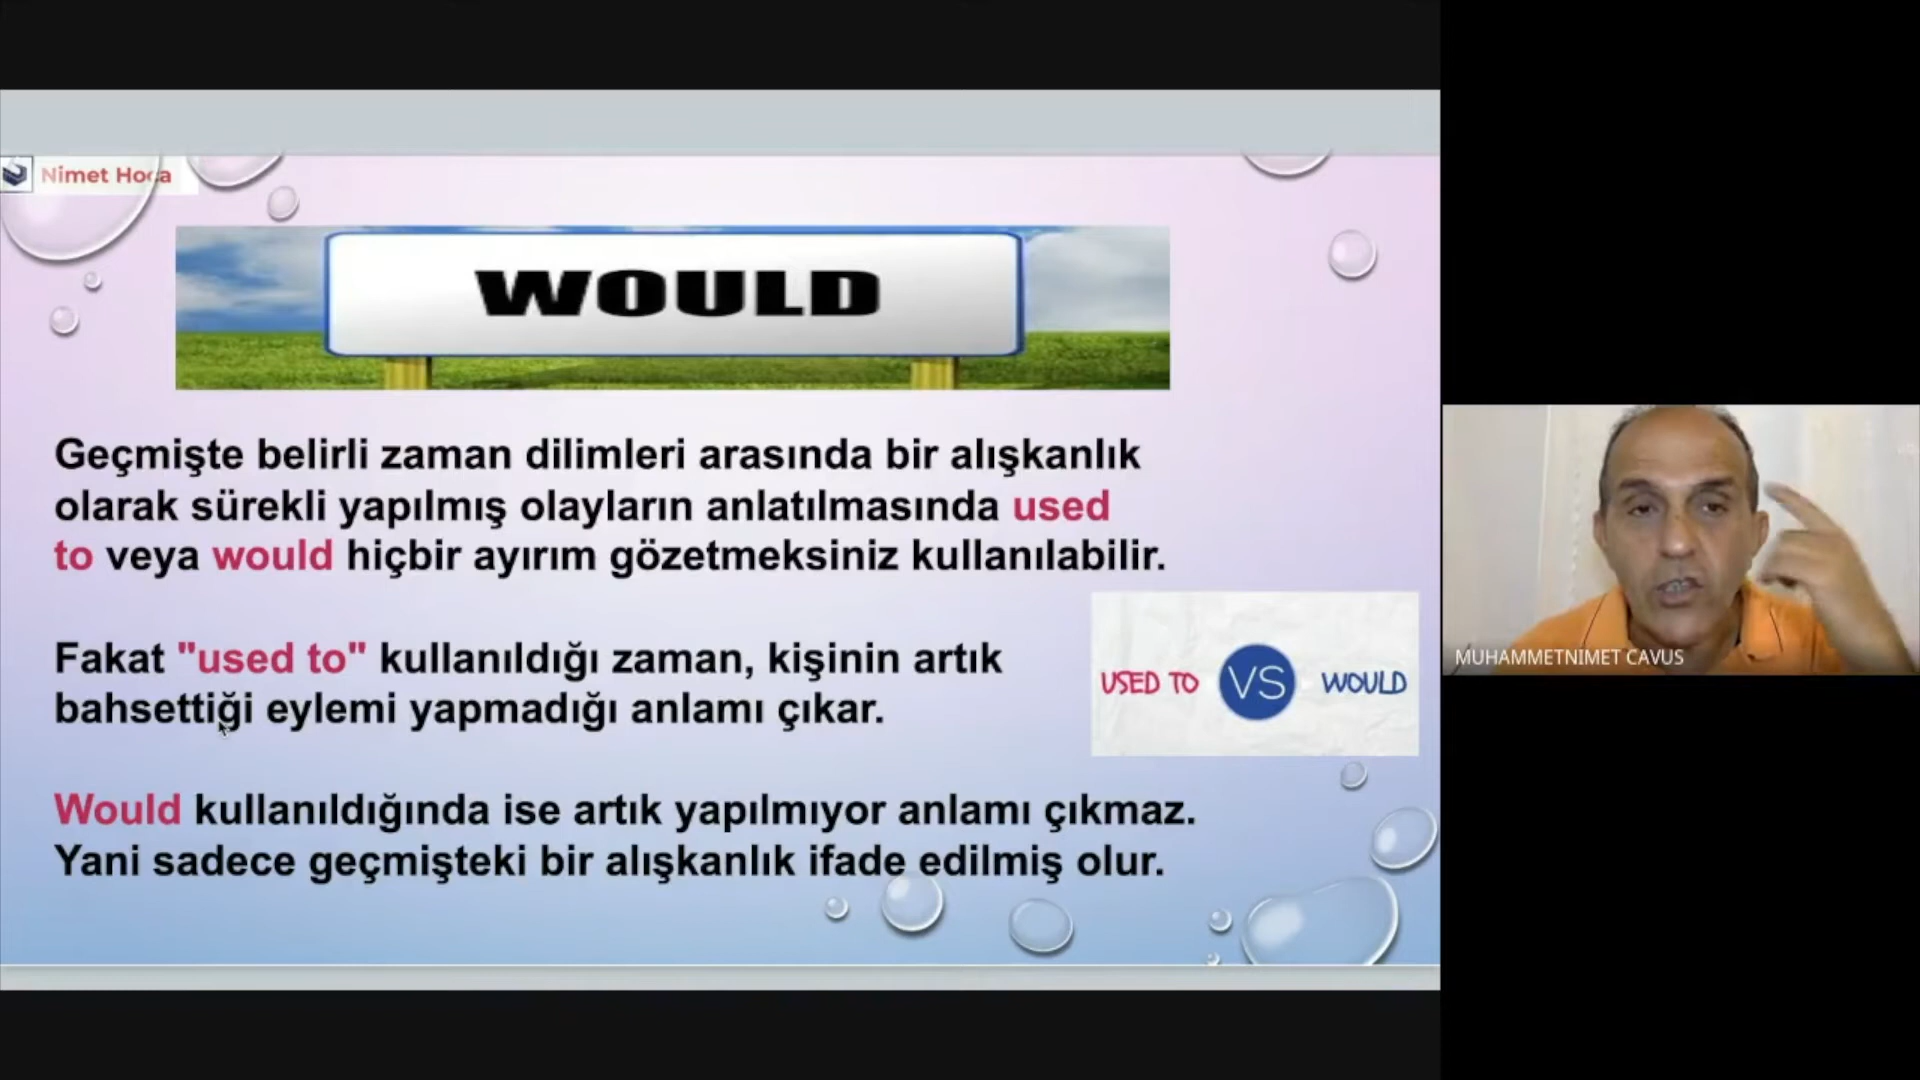 Nimet Hoca
WOULD
Geçmişte belirli zaman dilimleri arasında bir alışkanlık
olarak sürekli yapılmış olayların anlatılmasında used
to veya would hiçbir ayırım gözetmeksiniz kullanılabilir.
Fakat "used to" kullanıldığı zaman, kişinin artık
bahsettiği eylemi yapmadığı anlamı çıkar.
USED TO VS WOULD
Would kullanıldığında ise artık yapılmıyor anlamı çıkmaz.
Yani sadece geçmişteki bir alışkanlık ifade edilmiş olur.
MUHAMMETNIMET CAVUS